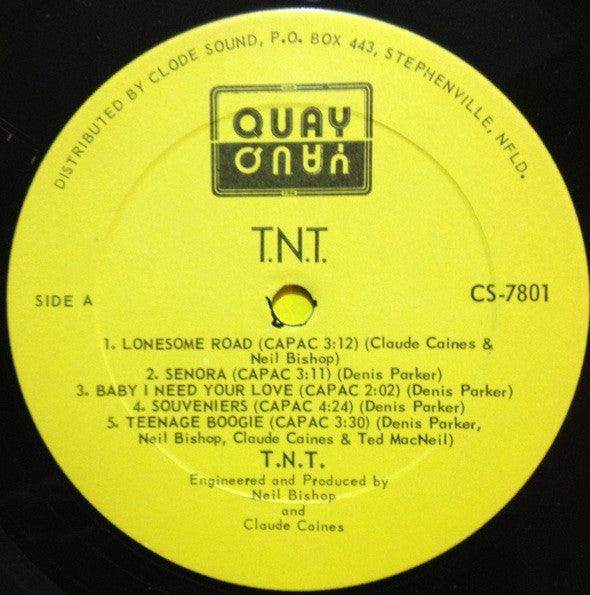 DISTRIBUTED BY CLODE SOUND, P.O. BOX 443, STEPHENVILLE, NFLD.
QUAY
QUAY
T.N.T.
SIDE A
CS-7801
1. LONESOME ROAD (CAPAC 3:12) (Claude Caines &
Neil Bishop)
2. SENORA (CAPAC 3:11) (Denis Parker)
3. BABY I NEED YOUR LOVE (CAPAC 2:02) (Denis Parker)
4. SOUVENIERS (CAPAC 4:24) (Denis Parker)
5. TEENAGE BOOGIE (CAPAC 3:30) (Denis Parker,
Neil Bishop, Claude Caines & Ted MacNeil)
T.N.T.
Engineered and Produced by
Neil Bishop
and
Claude Caines